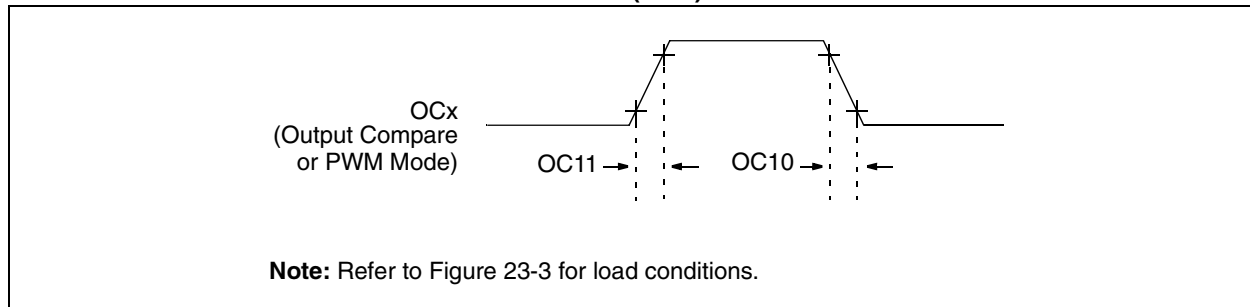 OCx
(Output Compare
or PWM Mode)
OC11
OC10
Note: Refer to Figure 23-3 for load conditions.